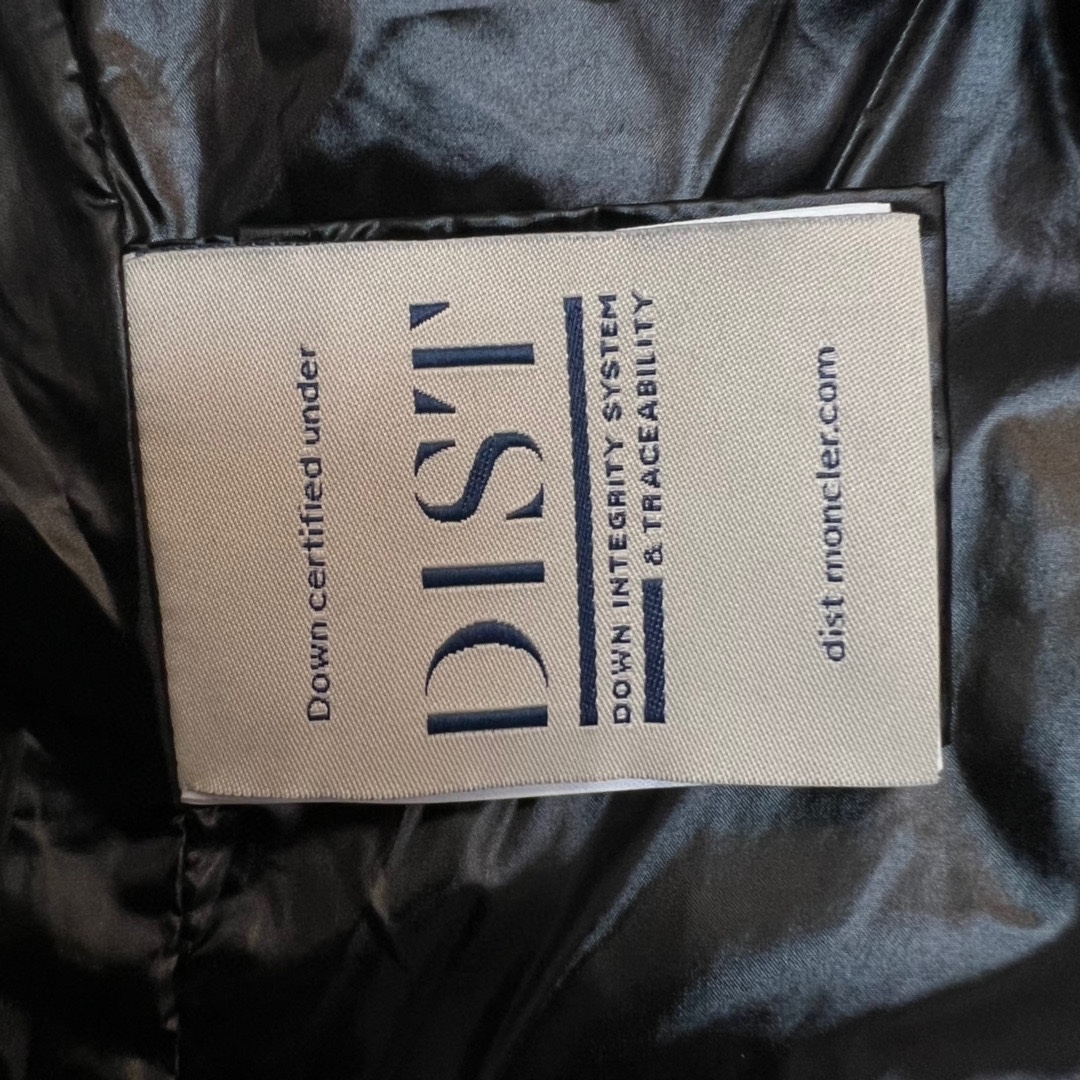 Down certified under
DIST
DOWN INTEGRITY SYSTEM
& TRACEABILITY
dist moncler.com